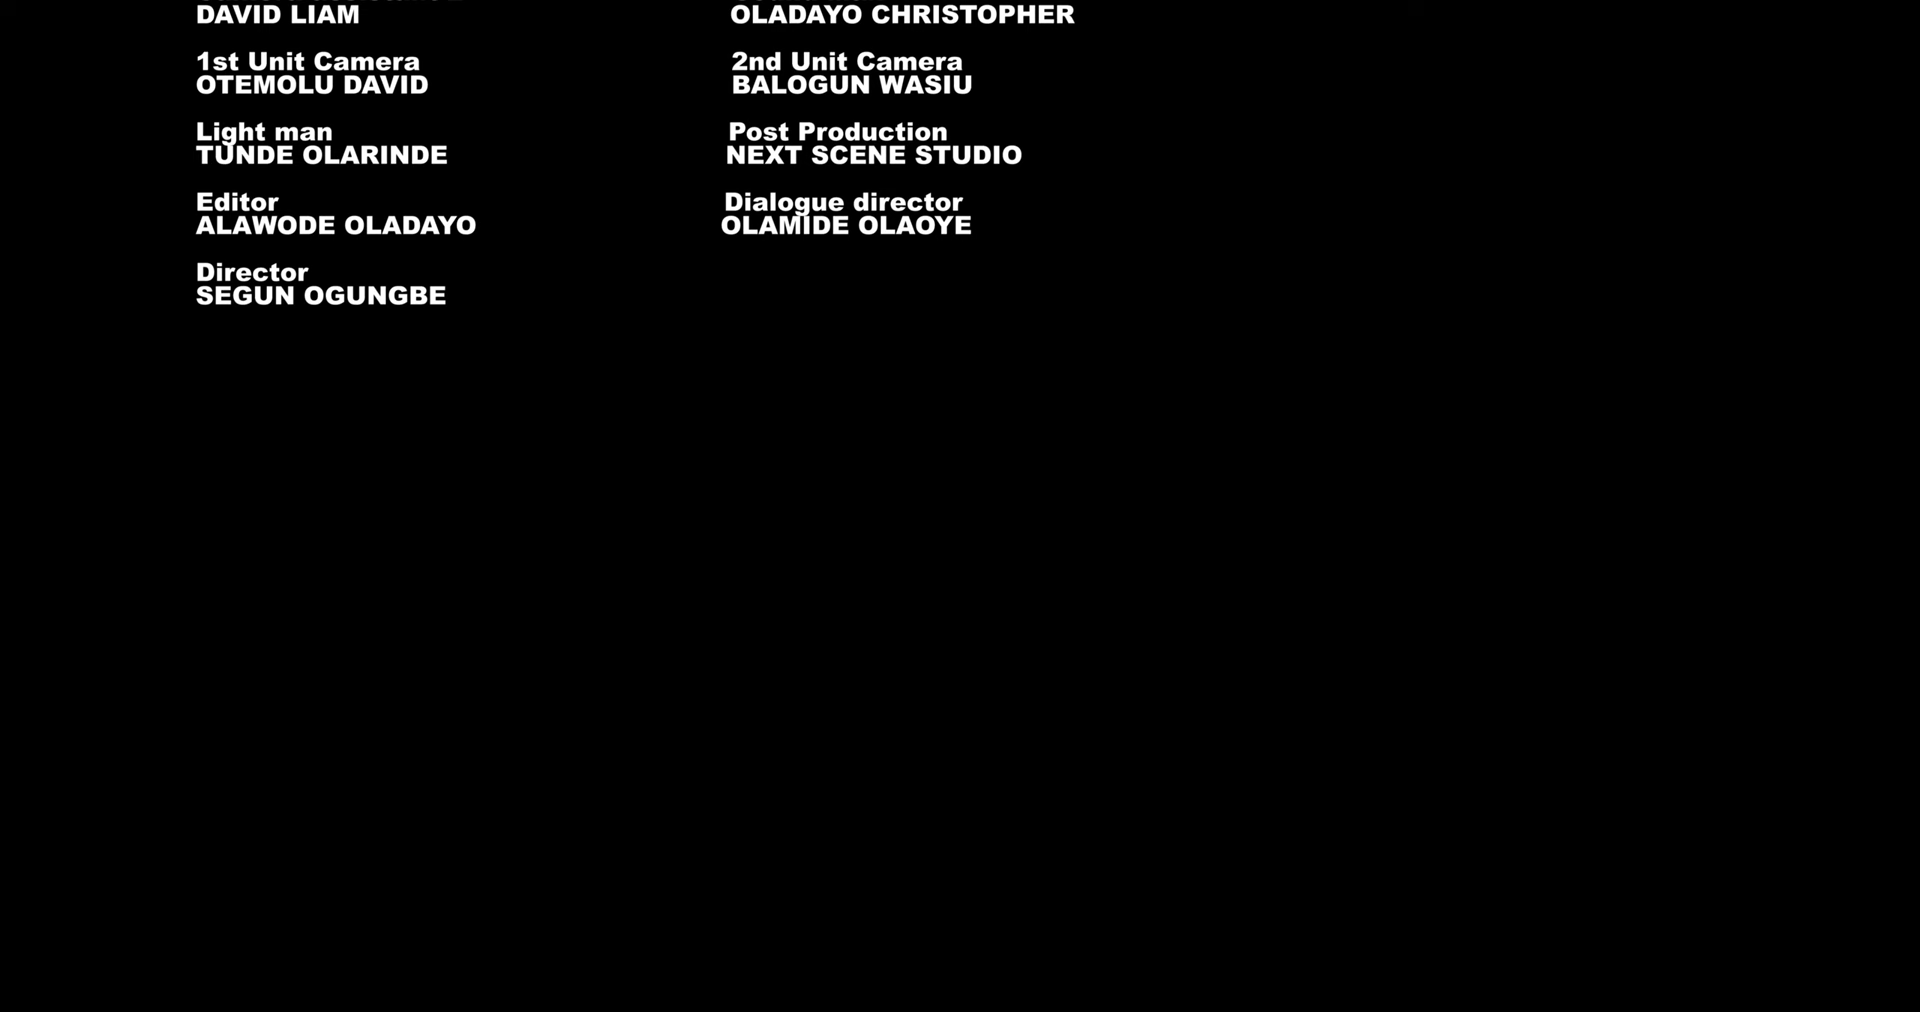 DAVID LIAM
OLADAYO CHRISTOPHER
1st Unit Camera
OTEMOLU DAVID
2nd Unit Camera
BALOGUN WASIU
Light man
TUNDE OLARINDE
Post Production
NEXT SCENE STUDIO
Editor
ALAWODE OLADAYO
Dialogue director
OLAMIDE OLAOYE
Director
SEGUN OGUNGBE